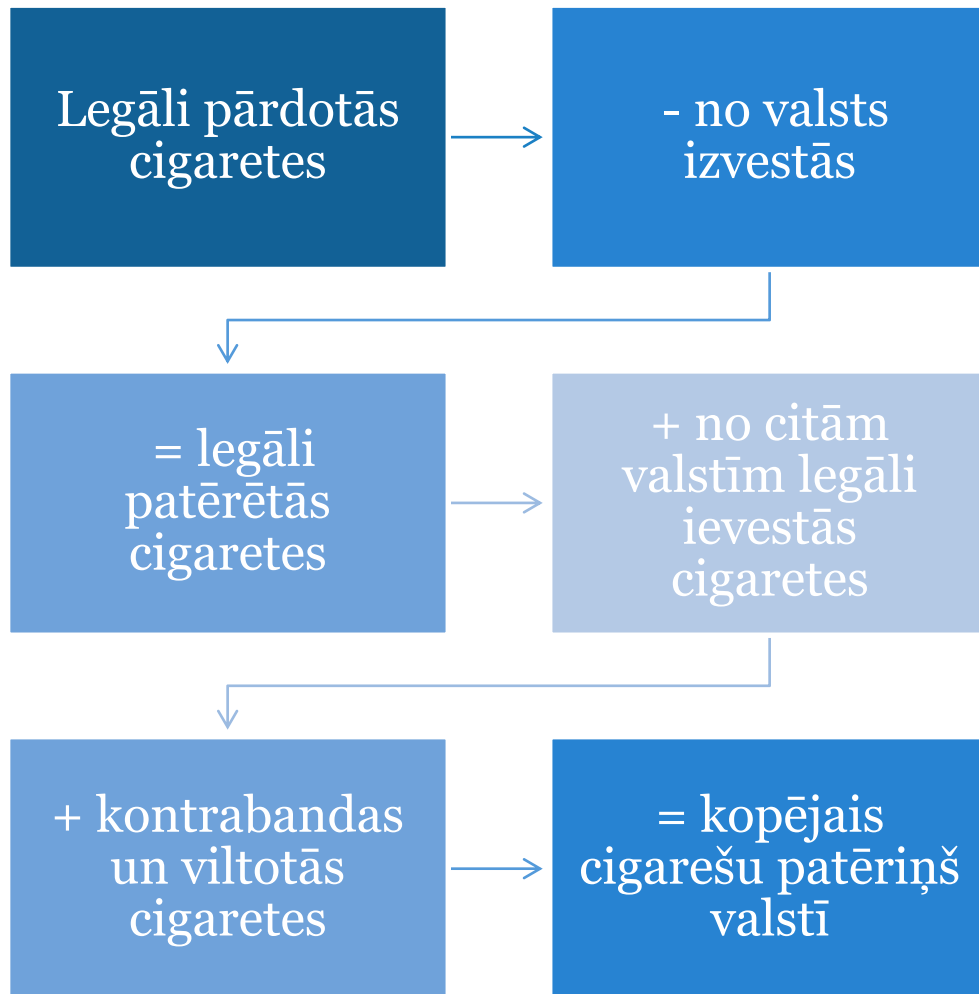 Legāli pārdotās
cigaretes
- no valsts
izvestās
= legāli
patērētās
cigaretes
+ no citām
valstīm legāli
ievestās
cigaretes
+ kontrabandas
un viltotās
cigaretes
= kopējais
cigarešu patēriņš
valstī